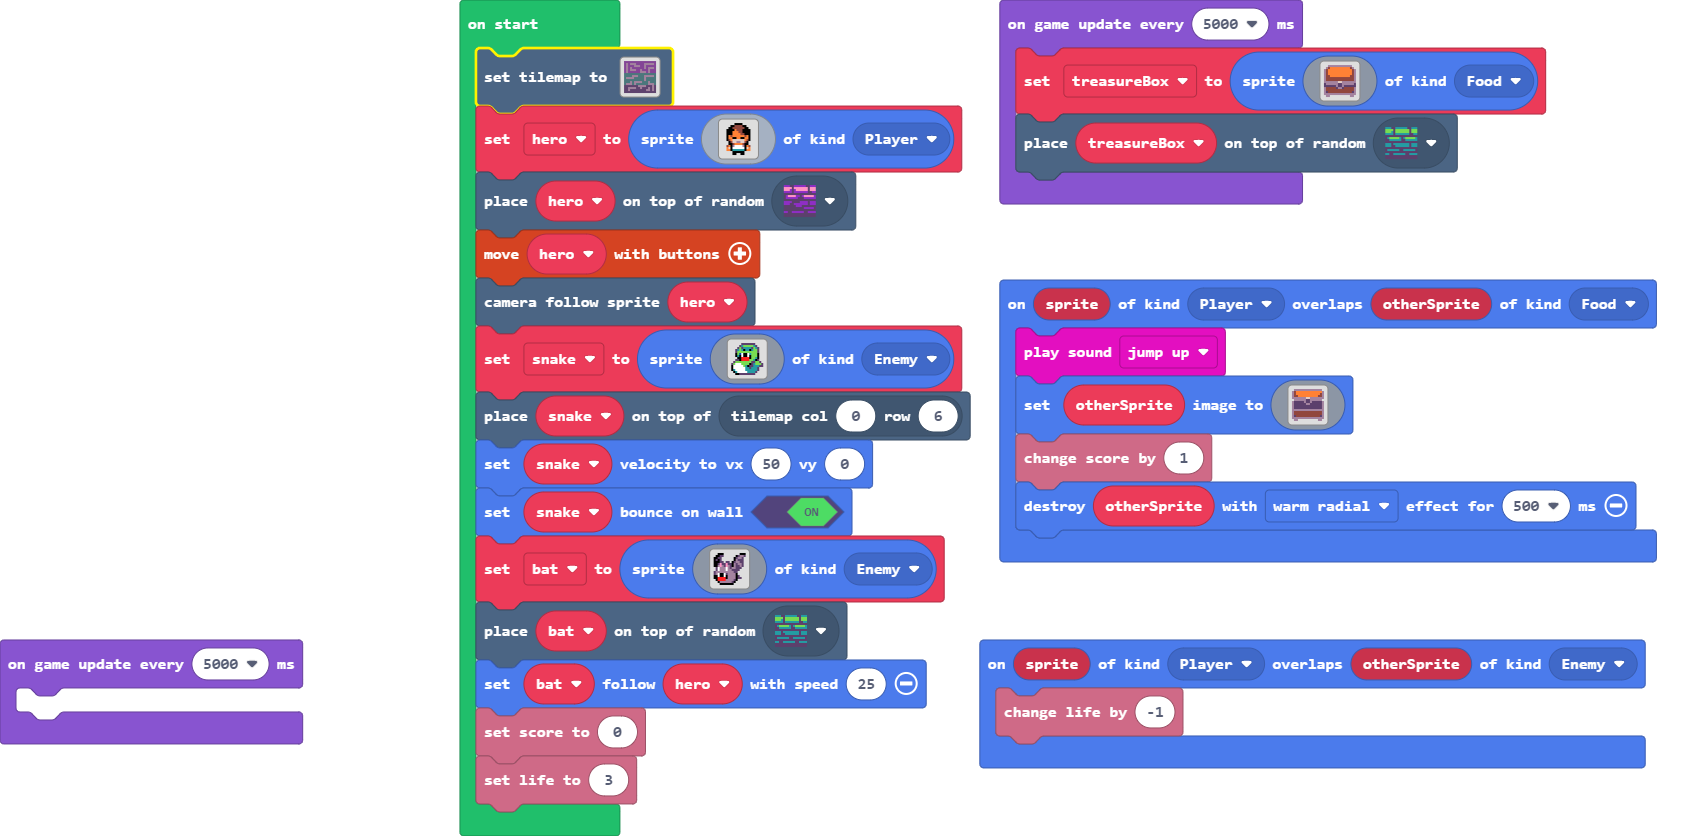 on start
set tilemap to
set hero to sprite of kind Player
place hero on top of random
move hero with buttons
camera follow sprite hero
set snake to sprite of kind Enemy
place snake on top of tilemap col 0 row 6
set snake velocity to vx 50 vy 0
set snake bounce on wall ON
set bat to sprite of kind Enemy
place bat on top of random
set bat follow hero with speed 25
set score to 0
set life to 3
on game update every 5000 ms
on game update every 5000 ms
set treasureBox to sprite of kind Food
place treasureBox on top of random
on sprite of kind Player overlaps otherSprite of kind Food
play sound jump up
set otherSprite image to
change score by 1
destroy otherSprite with warm radial effect for 500 ms
on sprite of kind Player overlaps otherSprite of kind Enemy
change life by -1